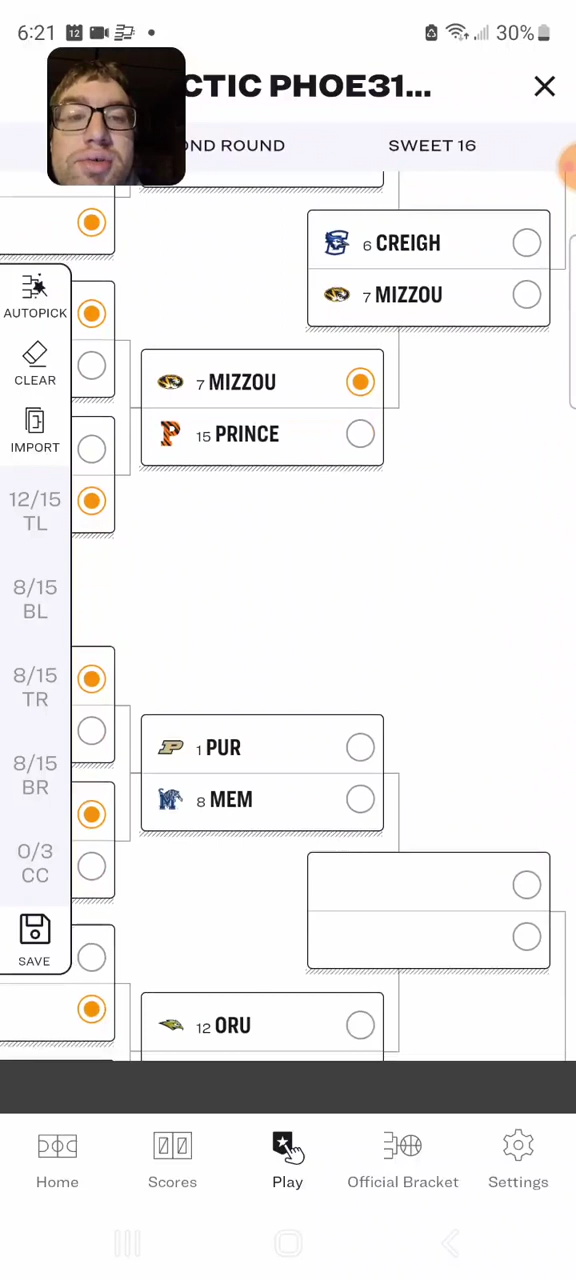 6:21
12
30%
CTIC PHOE31...
OND ROUND
SWEET 16
6 CREIGH
7 MIZZOU
AUTOPICK
CLEAR
IMPORT
7 MIZZOU
15 PRINCE
12/15
TL
8/15
BL
8/15
TR
8/15
BR
0/3
CC
SAVE
1 PUR
8 MEM
12 ORU
Home
Scores
Play
Official Bracket
Settings